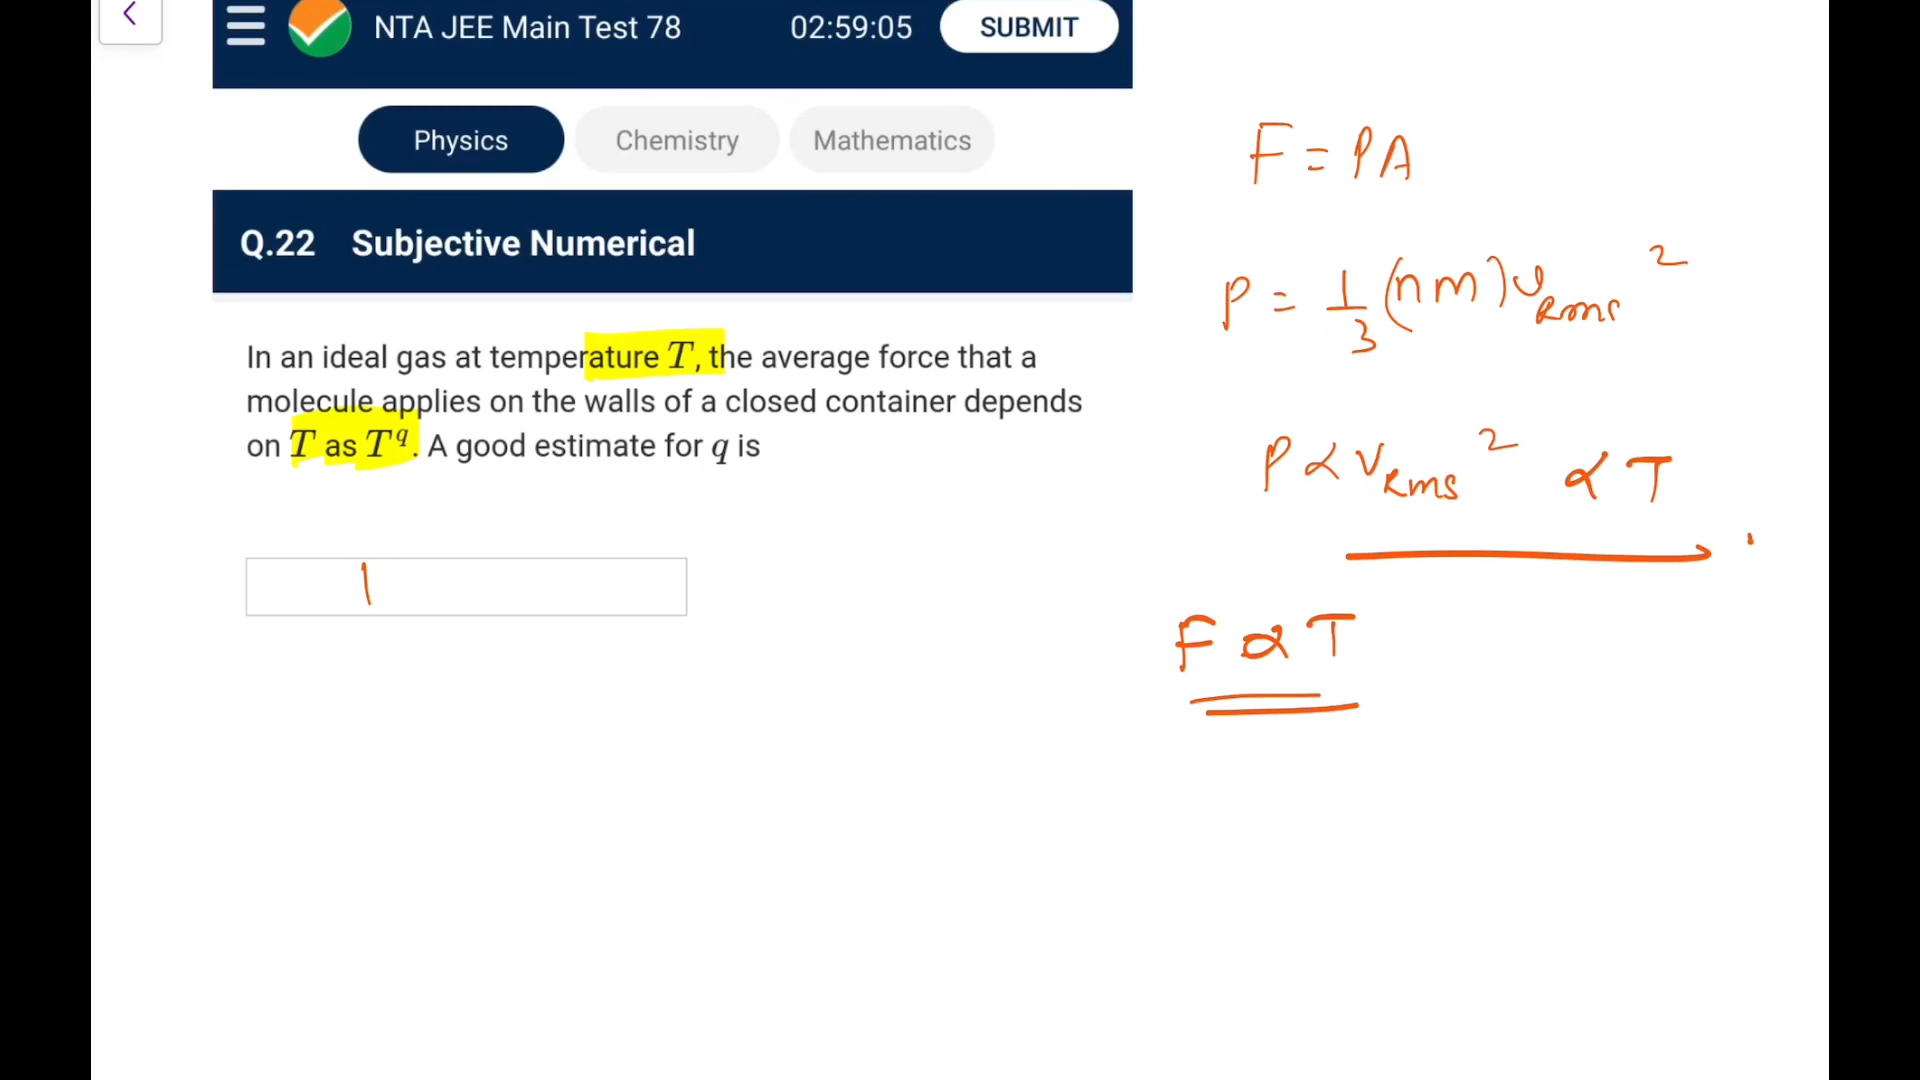 NTA JEE Main Test 78 02:59:05 SUBMIT
Physics Chemistry Mathematics
Q.22 Subjective Numerical
In an ideal gas at temperature T, the average force that a
molecule applies on the walls of a closed container depends
on T as T^q. A good estimate for q is
1
F = PA
P = 1/3 (nm) v_Rms^2
P ∝ v_Rms^2 ∝ T
F ∝ T